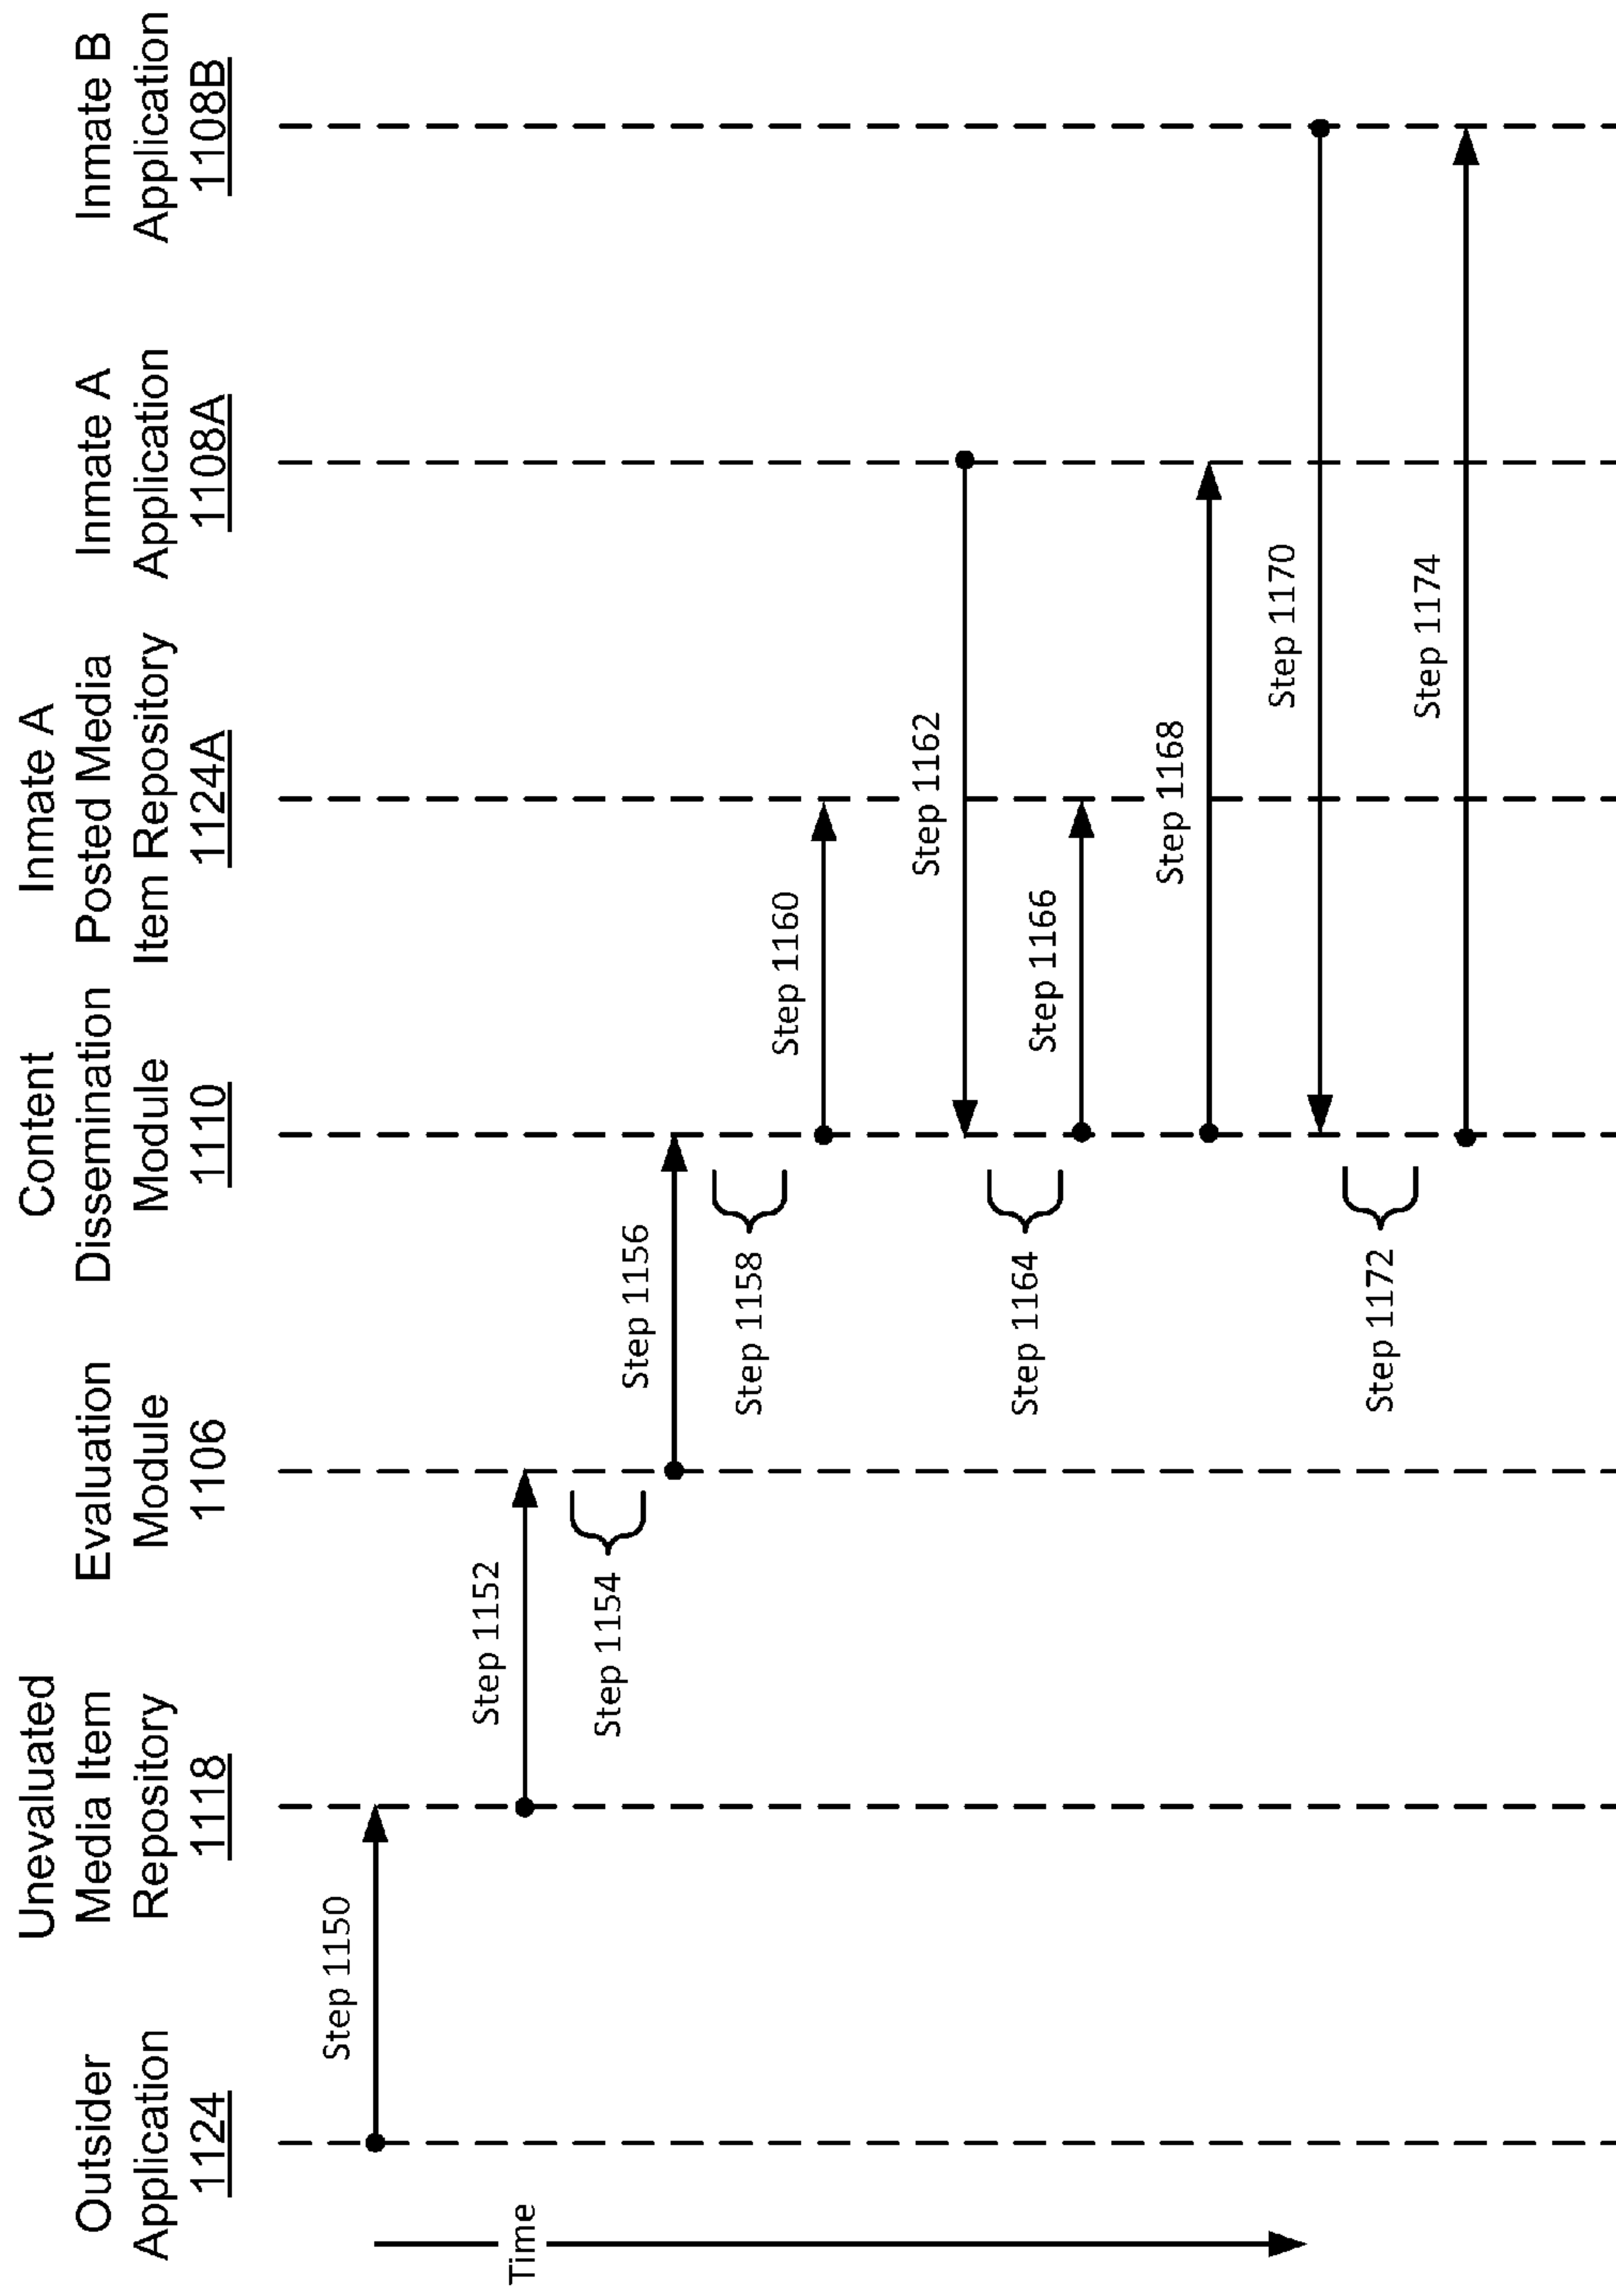 Outsider
Application
1124
Unevaluated
Media Item
Repository
1118
Evaluation
Module
1106
Content
Dissemination
Module
1110
Inmate A
Posted Media
Item Repository
1124A
Inmate A
Application
1108A
Inmate B
Application
1108B
Time
Step 1150
Step 1152
Step 1154
Step 1156
Step 1158
Step 1160
Step 1162
Step 1164
Step 1166
Step 1168
Step 1170
Step 1172
Step 1174